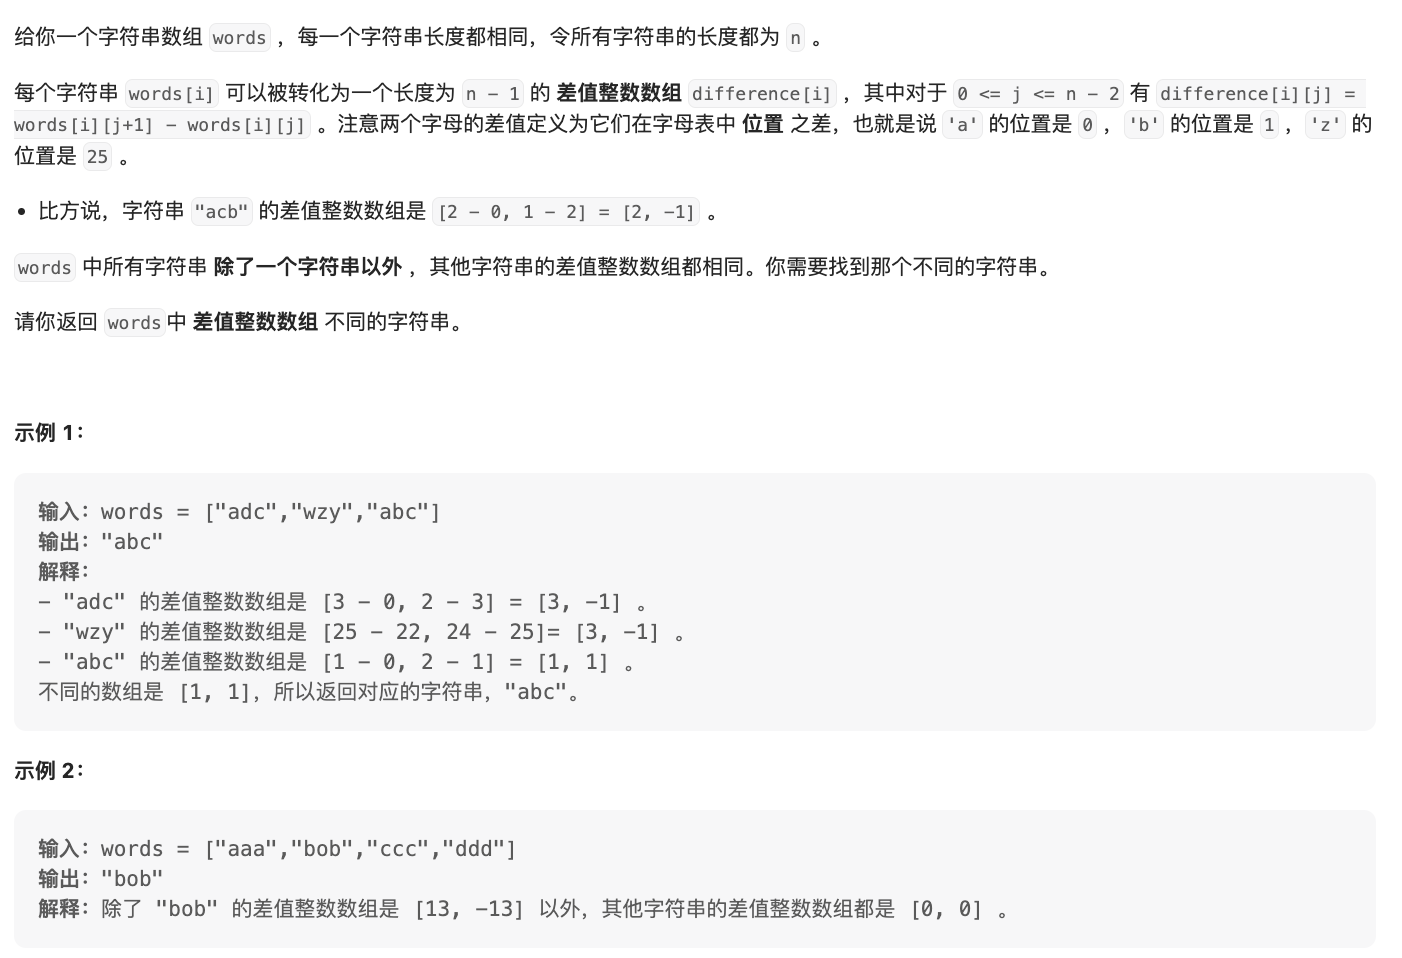 给你一个字符串数组 words ，每一个字符串长度都相同，令所有字符串的长度都为 n 。
每个字符串 words[i] 可以被转化为一个长度为 n - 1 的 差值整数数组 difference[i] ，其中对于 0 <= j <= n - 2 有 difference[i][j] =
words[i][j+1] - words[i][j] 。注意两个字母的差值定义为它们在字母表中 位置 之差，也就是说 'a' 的位置是 0 ， 'b' 的位置是 1 ， 'z' 的
位置是 25 。
• 比方说，字符串 "acb" 的差值整数数组是 [2 - 0, 1 - 2] = [2, -1] 。
words 中所有字符串 除了一个字符串以外 ，其他字符串的差值整数数组都相同。你需要找到那个不同的字符串。
请你返回 words中 差值整数数组 不同的字符串。
示例 1：
输入：words = ["adc","wzy","abc"]
输出："abc"
解释：
- "adc" 的差值整数数组是 [3 - 0, 2 - 3] = [3, -1] 。
- "wzy" 的差值整数数组是 [25 - 22, 24 - 25]= [3, -1] 。
- "abc" 的差值整数数组是 [1 - 0, 2 - 1] = [1, 1] 。
不同的数组是 [1, 1]，所以返回对应的字符串，"abc"。
示例 2：
输入：words = ["aaa","bob","ccc","ddd"]
输出："bob"
解释：除了 "bob" 的差值整数数组是 [13, -13] 以外，其他字符串的差值整数数组都是 [0, 0] 。